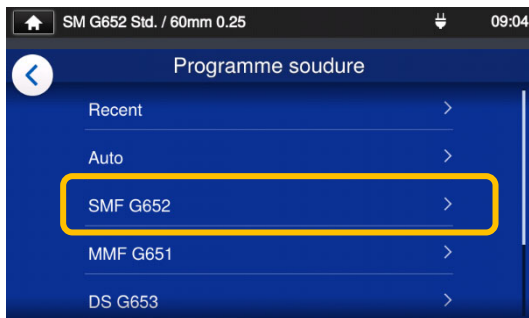 SM G652 Std. / 60mm 0.25 09:04
Programme soudure
Recent
Auto
SMF G652
MMF G651
DS G653